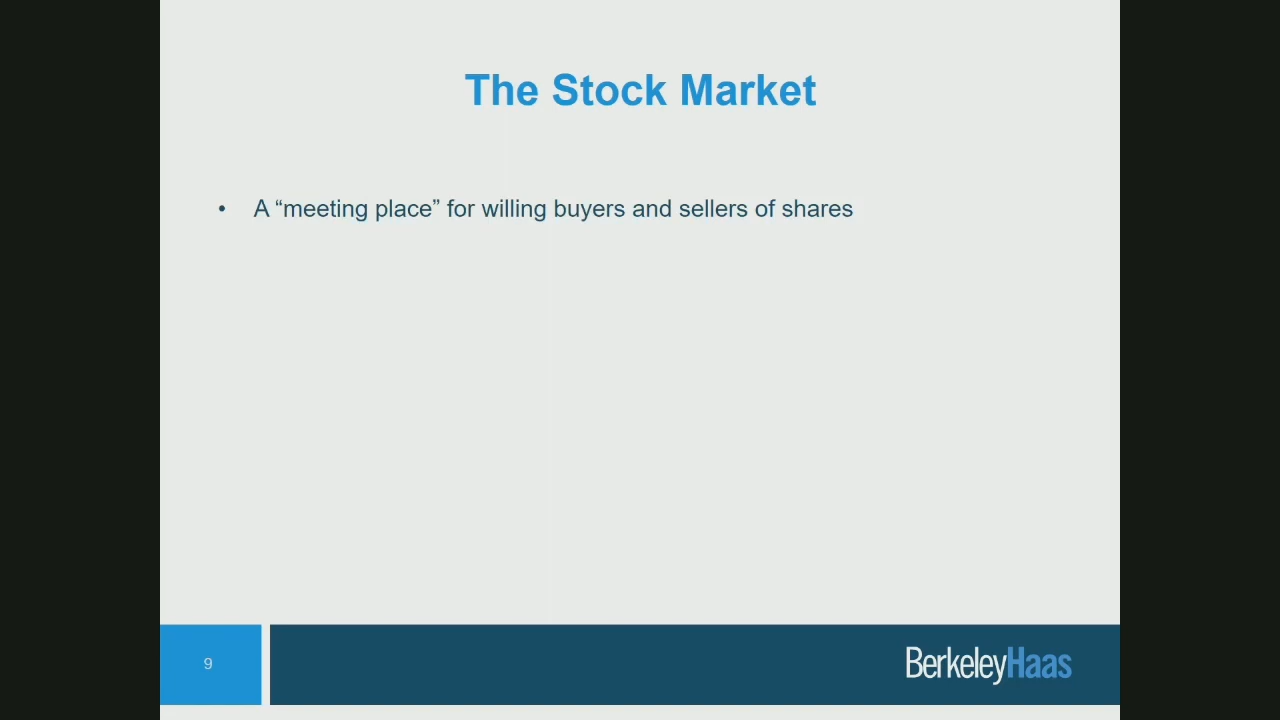 The Stock Market
• A “meeting place” for willing buyers and sellers of shares
9
BerkeleyHaas